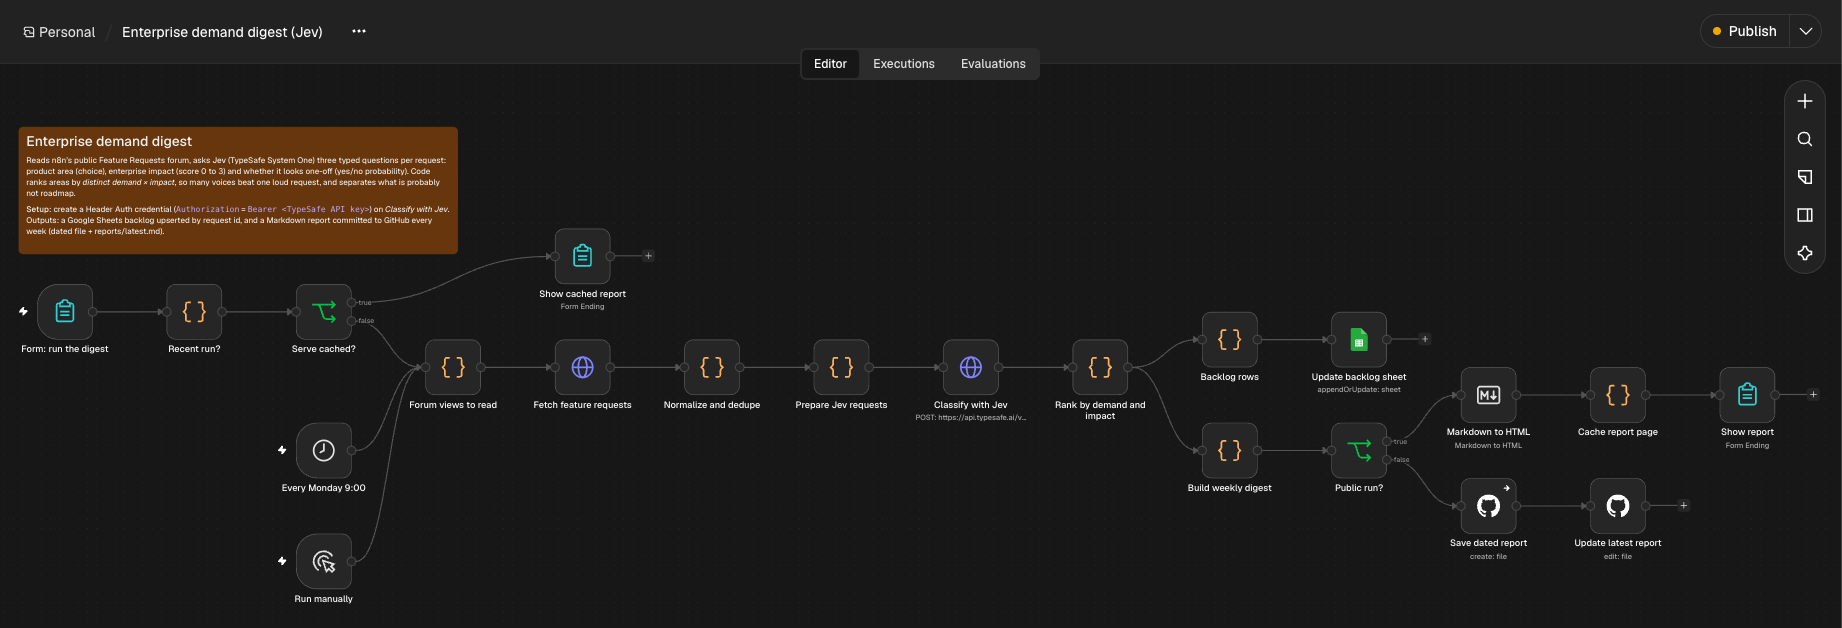 Personal / Enterprise demand digest (Jev) •••
Publish
Editor Executions Evaluations
Enterprise demand digest
Reads n8n's public Feature Requests forum, asks Jev (TypeSafe System One) three typed questions per request:
product area (choice), enterprise impact (score 0 to 3) and whether it looks one-off (yes/no probability). Code
ranks areas by distinct demand × impact, so many voices beat one loud request, and separates what is probably
not roadmap.
Setup: create a Header Auth credential (Authorization = Bearer <TypeSafe API key>) on Classify with Jev.
Outputs: a Google Sheets backlog upserted by request id, and a Markdown report committed to GitHub every
week (dated file + reports/latest.md).
Show cached report
Form Ending
true
false
Form: run the digest
Recent run?
Serve cached?
Forum views to read
Fetch feature requests
Normalize and dedupe
Prepare Jev requests
Classify with Jev
POST: https://api.typesafe.ai/v...
Rank by demand and
impact
Backlog rows
Update backlog sheet
appendOrUpdate: sheet
Every Monday 9:00
Run manually
Build weekly digest
Public run?
true
false
Markdown to HTML
Markdown to HTML
Cache report page
Show report
Form Ending
Save dated report
create: file
Update latest report
edit: file